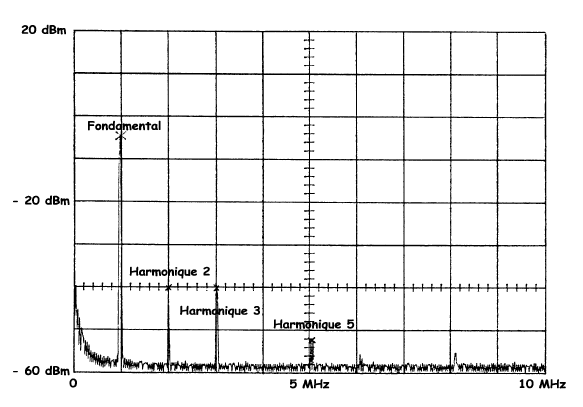 20 dBm
Fondamental
- 20 dBm
Harmonique 2
Harmonique 3
Harmonique 5
- 60 dBm
0
5 MHz
10 MHz